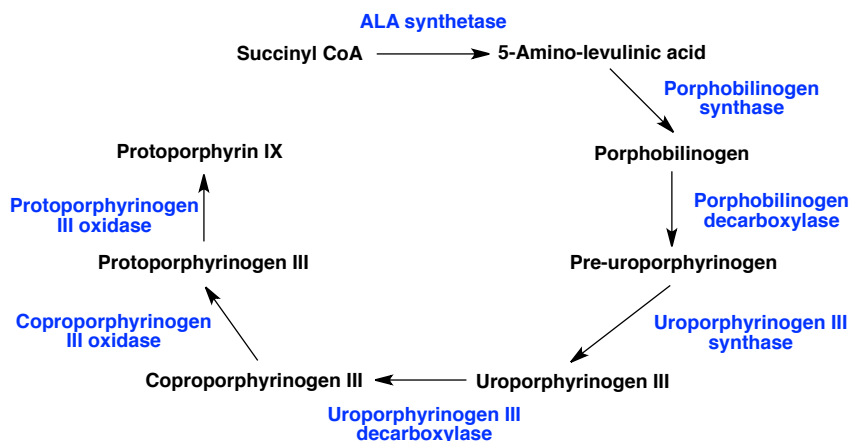 ALA synthetase
Succinyl CoA
5-Amino-levulinic acid
Porphobilinogen
synthase
Porphobilinogen
Porphobilinogen
decarboxylase
Pre-uroporphyrinogen
Uroporphyrinogen III
synthase
Uroporphyrinogen III
Uroporphyrinogen III
decarboxylase
Coproporphyrinogen III
Coproporphyrinogen
III oxidase
Protoporphyrinogen III
Protoporphyrinogen
III oxidase
Protoporphyrin IX